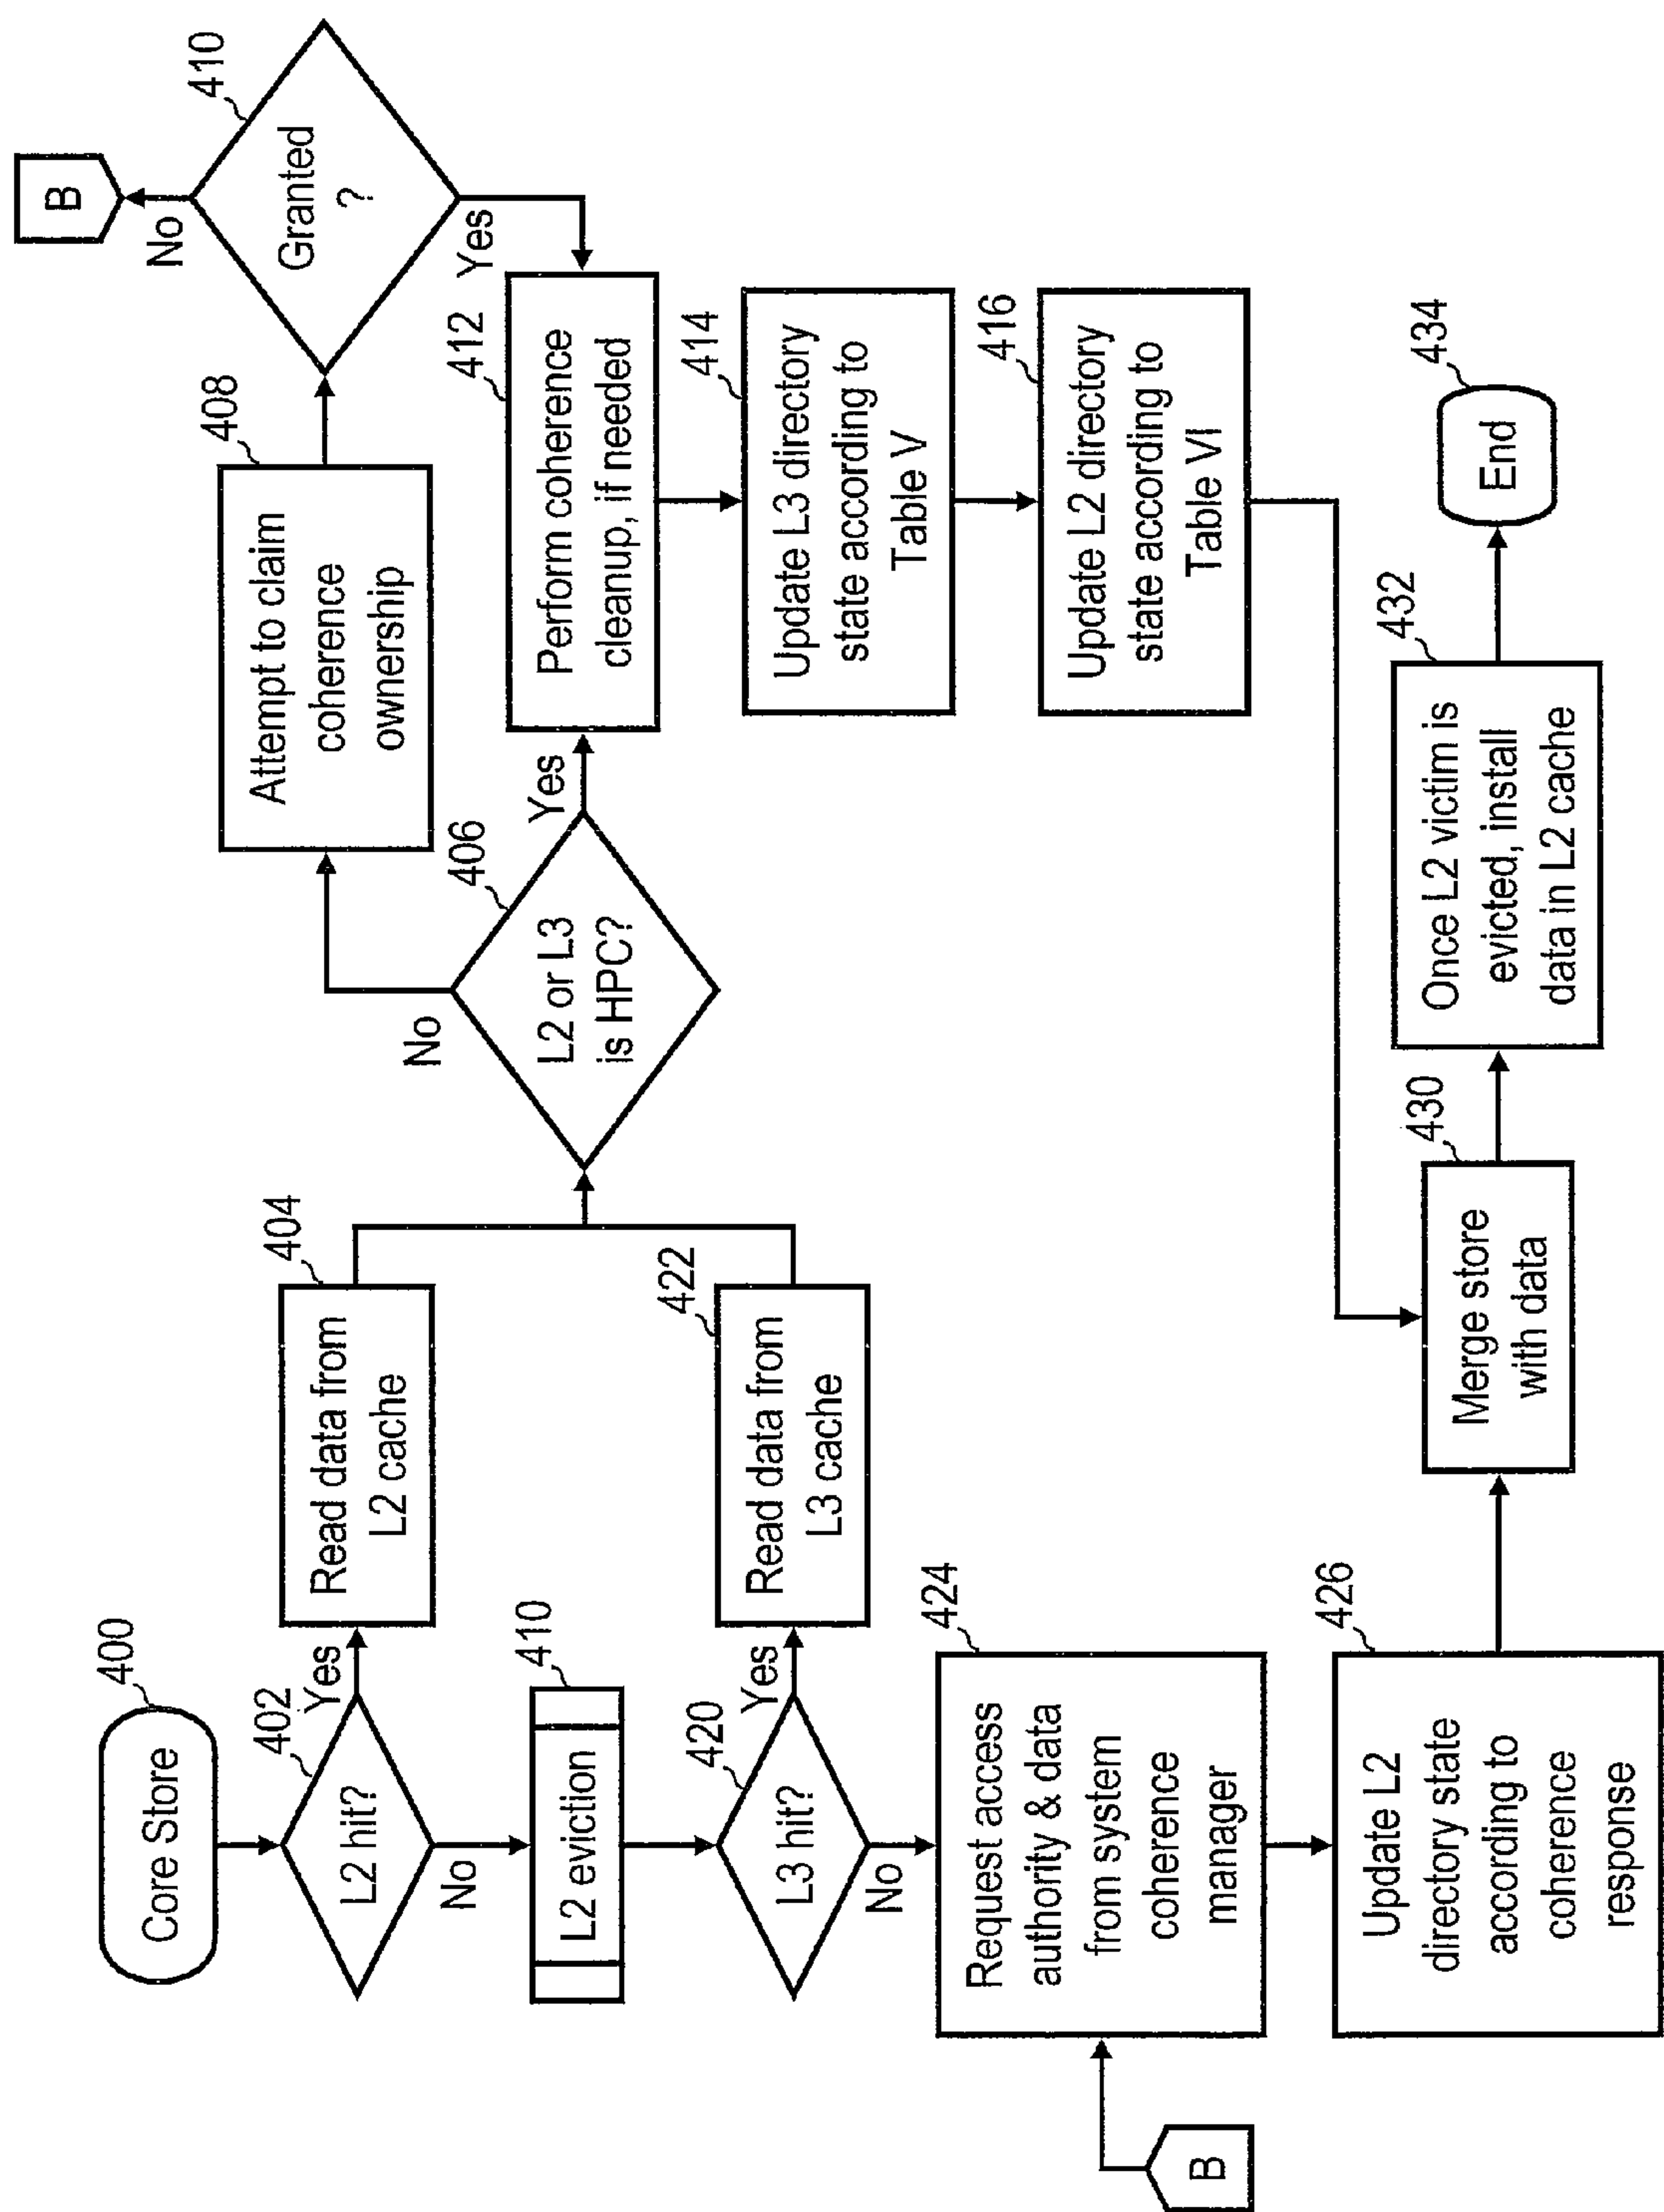 400
Core Store
402
L2 hit?
Yes
No
404
Read data from
L2 cache
410
L2 eviction
420
L3 hit?
Yes
No
422
Read data from
L3 cache
406
L2 or L3
is HPC?
No
Yes
408
Attempt to claim
coherence
ownership
410
Granted
?
No
B
Yes
412
Perform coherence
cleanup, if needed
414
Update L3 directory
state according to
Table V
416
Update L2 directory
state according to
Table VI
B
424
Request access
authority & data
from system
coherence
manager
426
Update L2
directory state
according to
coherence
response
430
Merge store
with data
432
Once L2 victim is
evicted, install
data in L2 cache
434
End